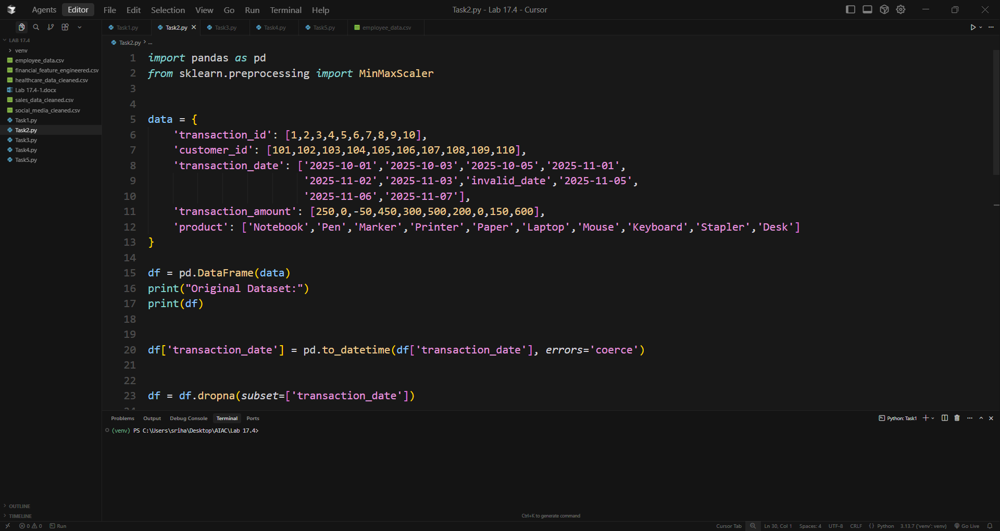 Agents Editor File Edit Selection View Go Run Terminal Help Task2.py - Lab 17.4 - Cursor
Task1.py Task2.py Task3.py Task4.py Task5.py employee_data.csv
LAB 17.4
venv
employee_data.csv
financial_feature_engineered.csv
healthcare_data_cleaned.csv
Lab 17.4-1.docx
sales_data_cleaned.csv
social_media_cleaned.csv
Task1.py
Task2.py
Task3.py
Task4.py
Task5.py
OUTLINE
TIMELINE
Task2.py > ...
1 import pandas as pd
2 from sklearn.preprocessing import MinMaxScaler
3
4
5 data = {
6     'transaction_id': [1,2,3,4,5,6,7,8,9,10],
7     'customer_id': [101,102,103,104,105,106,107,108,109,110],
8     'transaction_date': ['2025-10-01','2025-10-03','2025-10-05','2025-11-01',
9                          '2025-11-02','2025-11-03','invalid_date','2025-11-05',
10                          '2025-11-06','2025-11-07'],
11     'transaction_amount': [250,0,-50,450,300,500,200,0,150,600],
12     'product': ['Notebook','Pen','Marker','Printer','Paper','Laptop','Mouse','Keyboard','Stapler','Desk']
13 }
14
15 df = pd.DataFrame(data)
16 print("Original Dataset:")
17 print(df)
18
19
20 df['transaction_date'] = pd.to_datetime(df['transaction_date'], errors='coerce')
21
22
23 df = df.dropna(subset=['transaction_date'])
Problems Output Debug Console Terminal Ports Python: Task1
(venv) PS C:\Users\sriha\Desktop\AIAC\Lab 17.4>
Ctrl+K to generate command
0 0 Run Cursor Tab Ln 30, Col 1 Spaces: 4 UTF-8 CRLF {} Python 3.13.7 ('venv': venv) Go Live